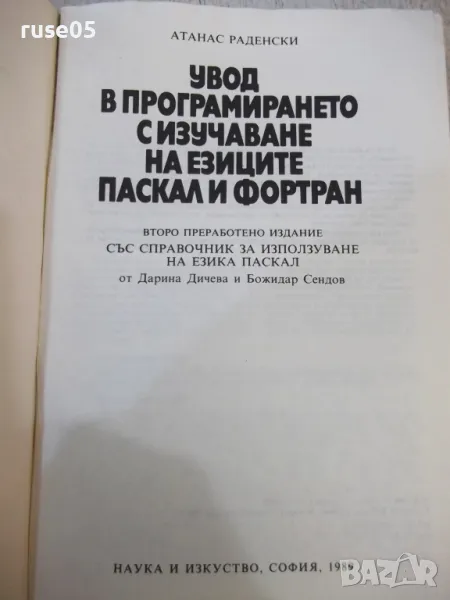 ruse05
АТАНАС РАДЕНСКИ
УВОД
В ПРОГРАМИРАНЕТО
С ИЗУЧАВАНЕ
НА ЕЗИЦИТЕ
ПАСКАЛ И ФОРТРАН
ВТОРО ПРЕРАБОТЕНО ИЗДАНИЕ
СЪС СПРАВОЧНИК ЗА ИЗПОЛЗУВАНЕ
НА ЕЗИКА ПАСКАЛ
от Дарина Дичева и Божидар Сендов
НАУКА И ИЗКУСТВО, СОФИЯ,
BAZAR